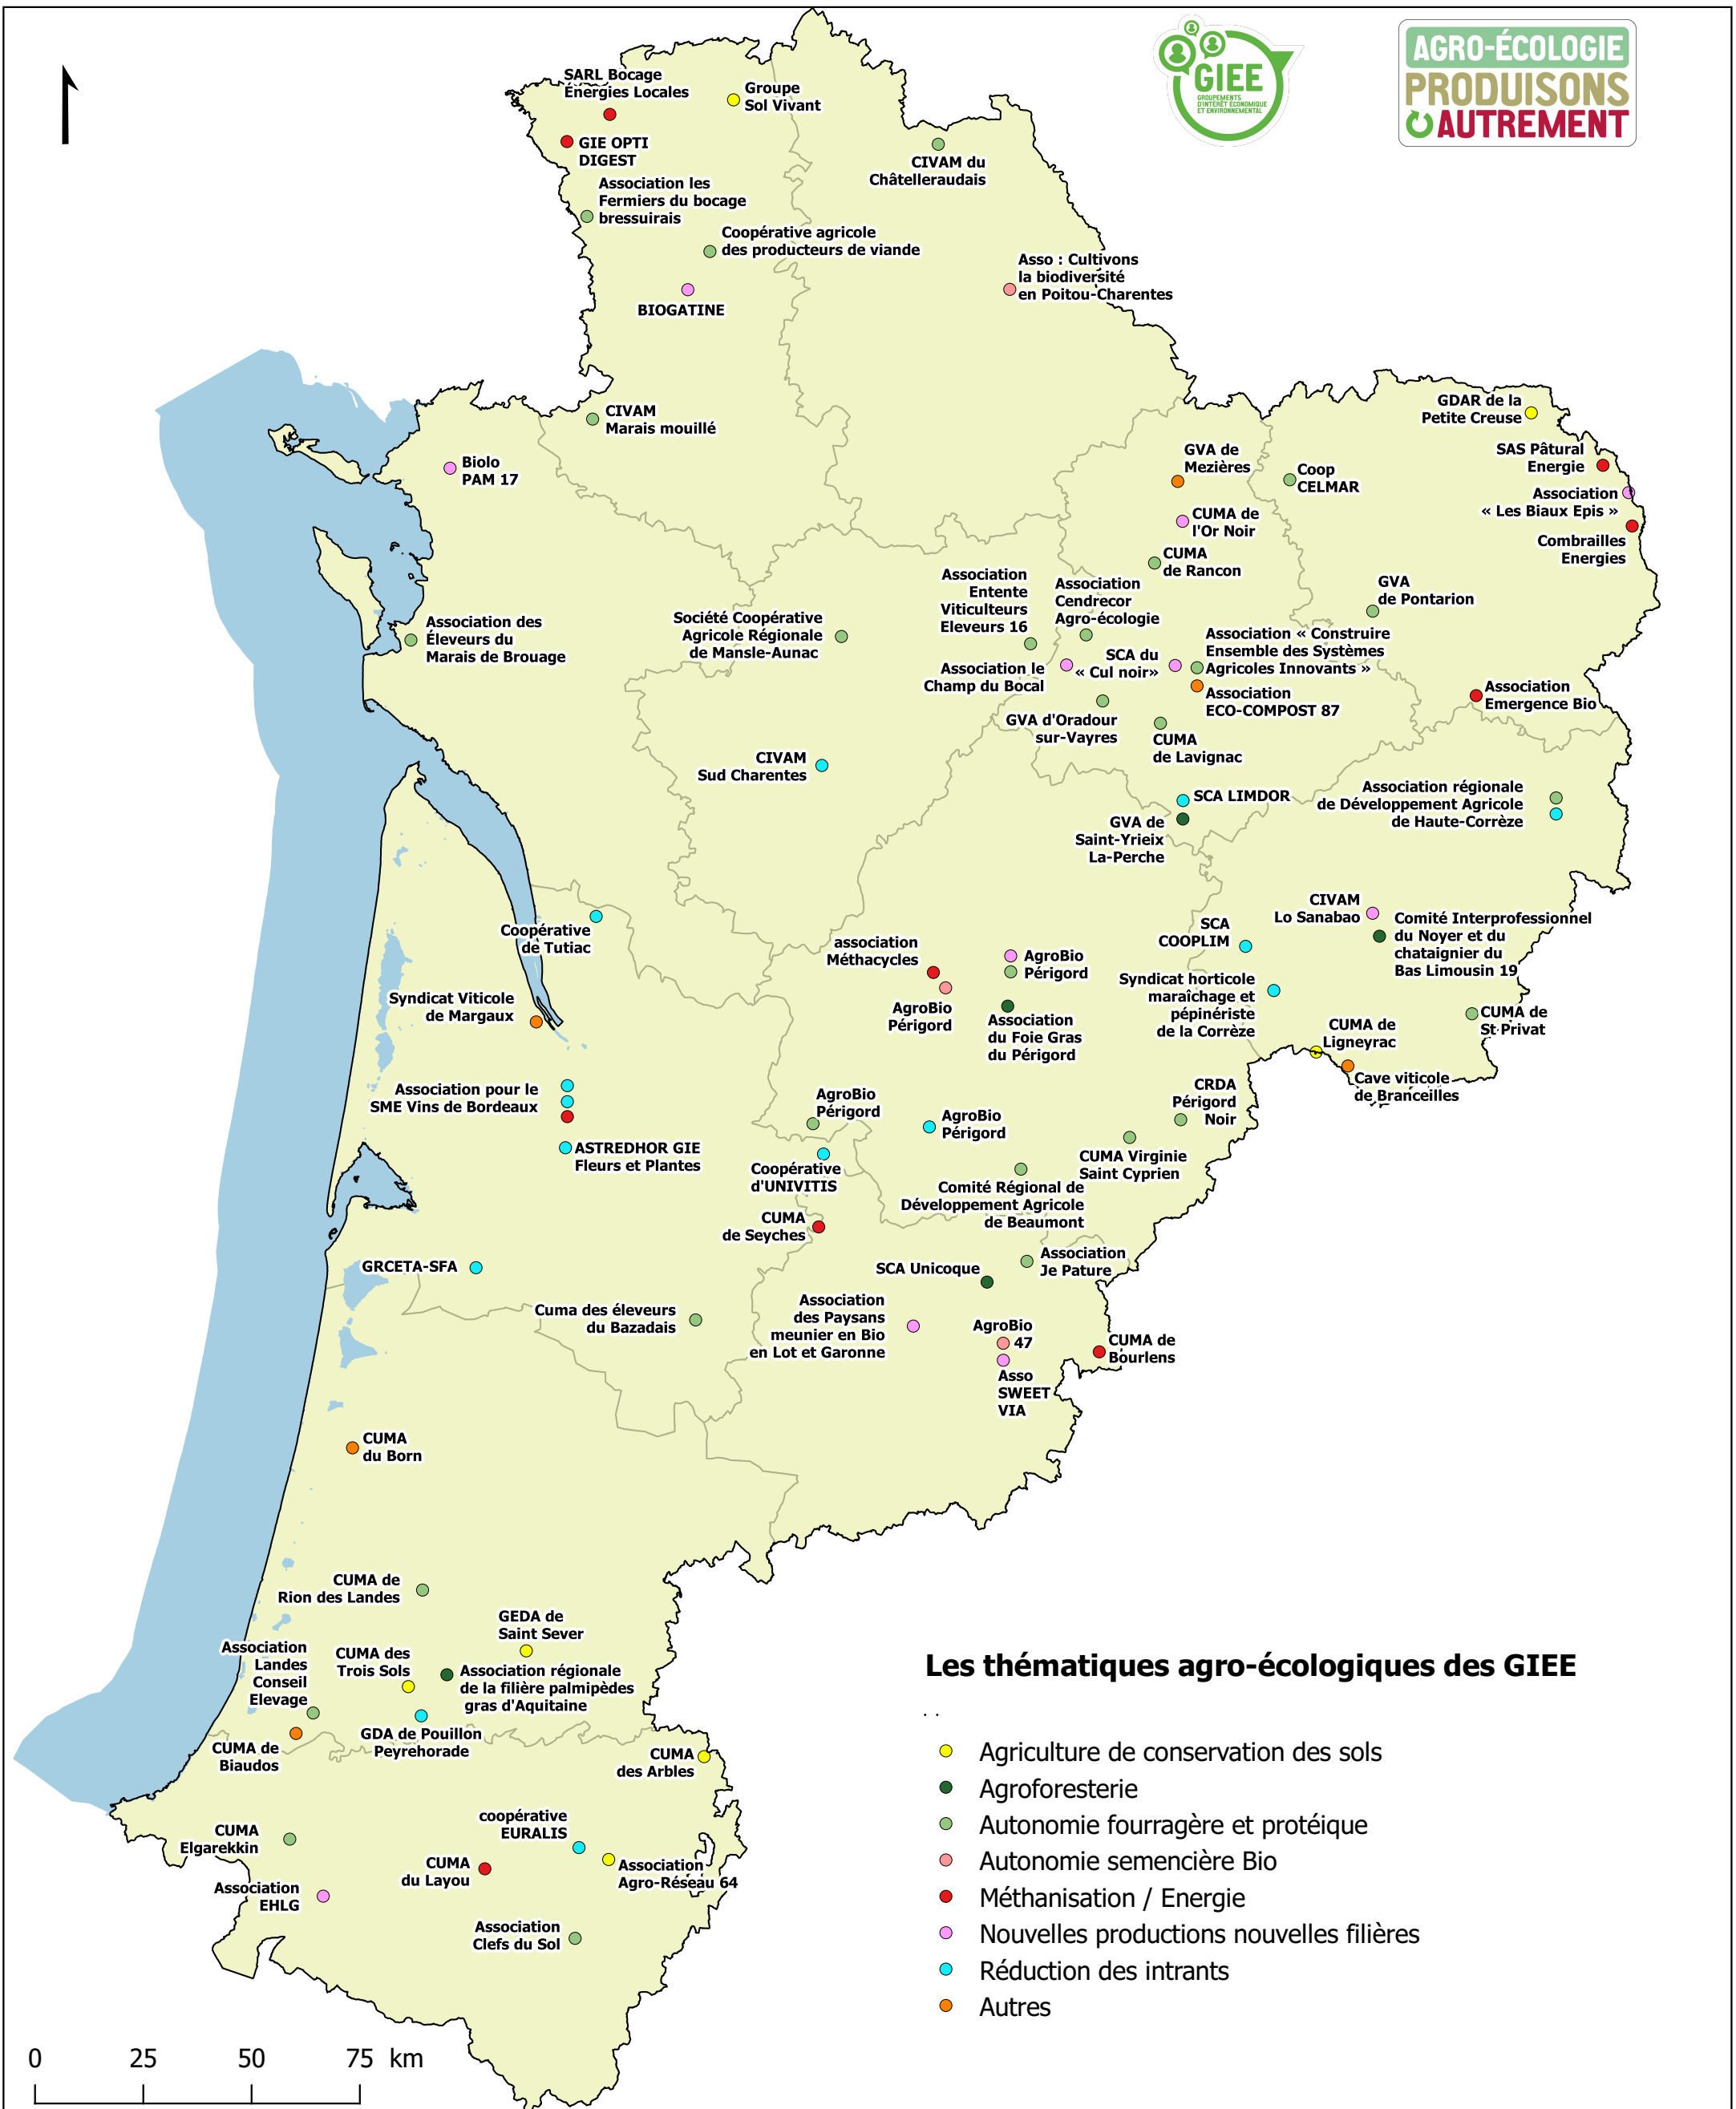 GIEE
GROUPEMENTS
D'INTÉRÊT ÉCONOMIQUE
ET ENVIRONNEMENTAL
AGRO-ÉCOLOGIE
PRODUISONS
AUTREMENT
SARL Bocage
Énergies Locales
Groupe
Sol Vivant
GIE OPTI
DIGEST
CIVAM du
Châtelleraudais
Association les
Fermiers du bocage
bressuirais
Coopérative agricole
des producteurs de viande
Asso : Cultivons
la biodiversité
en Poitou-Charentes
BIOGATINE
CIVAM
Marais mouillé
GDAR de la
Petite Creuse
Biolo
PAM 17
GVA de
Mezières
Coop
CELMAR
SAS Pâtural
Energie
Association
« Les Biaux Epis »
CUMA de
l'Or Noir
Combrailles
Energies
CUMA
de Rancon
Association
Entente
Viticulteurs
Eleveurs 16
Association
Cendrecor
Agro-écologie
GVA
de Pontarion
Association des
Éleveurs du
Marais de Brouage
Société Coopérative
Agricole Régionale
de Mansle-Aunac
Association « Construire
Ensemble des Systèmes
Agricoles Innovants »
Association le
Champ du Bocal
SCA du
« Cul noir»
Association
ECO-COMPOST 87
Association
Emergence Bio
GVA d'Oradour
sur-Vayres
CUMA
de Lavignac
CIVAM
Sud Charentes
SCA LIMDOR
Association régionale
de Développement Agricole
de Haute-Corrèze
GVA de
Saint-Yrieix
La-Perche
CIVAM
Lo Sanabao
Comité Interprofessionnel
du Noyer et du
chataignier du
Bas Limousin 19
Coopérative
de Tutiac
SCA
COOPLIM
association
Méthacycles
AgroBio
Périgord
Syndicat horticole
maraîchage et
pépinériste
de la Corrèze
Syndicat Viticole
de Margaux
AgroBio
Périgord
Association
du Foie Gras
du Périgord
CUMA de
St Privat
CUMA de
Ligneyrac
Cave viticole
de Branceilles
Association pour le
SME Vins de Bordeaux
AgroBio
Périgord
AgroBio
Périgord
CRDA
Périgord
Noir
ASTREDHOR GIE
Fleurs et Plantes
Coopérative
d'UNIVITIS
CUMA Virginie
Saint Cyprien
Comité Régional de
Développement Agricole
de Beaumont
CUMA
de Seyches
GRCETA-SFA
SCA Unicoque
Association
Je Pature
Cuma des éleveurs
du Bazadais
Association
des Paysans
meunier en Bio
en Lot et Garonne
AgroBio
47
CUMA de
Bourlens
Asso
SWEET
VIA
CUMA
du Born
CUMA de
Rion des Landes
GEDA de
Saint Sever
Association
Landes
Conseil
Elevage
CUMA des
Trois Sols
Association régionale
de la filière palmipèdes
gras d'Aquitaine
GDA de Pouillon
Peyrehorade
CUMA de
Biaudos
CUMA
des Arbles
coopérative
EURALIS
CUMA
Elgarekkin
CUMA
du Layou
Association
Agro-Réseau 64
Association
EHLG
Association
Clefs du Sol
Les thématiques agro-écologiques des GIEE
. .
Agriculture de conservation des sols
Agroforesterie
Autonomie fourragère et protéique
Autonomie semencière Bio
Méthanisation / Energie
Nouvelles productions nouvelles filières
Réduction des intrants
Autres
0 25 50 75 km